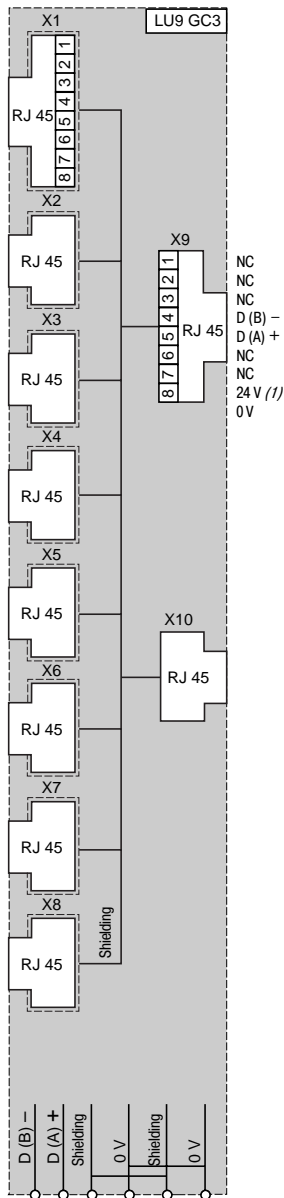 X1
LU9 GC3
1
2
3
4
5
6
7
8
RJ 45
X2
RJ 45
X3
RJ 45
X4
RJ 45
X5
RJ 45
X6
RJ 45
X7
RJ 45
X8
RJ 45
Shielding
X9
1
2
3
4
5
6
7
8
RJ 45
NC
NC
NC
D (B) –
D (A) +
NC
NC
24 V (1)
0 V
X10
RJ 45
D (B) –
D (A) +
Shielding
0 V
Shielding
0 V